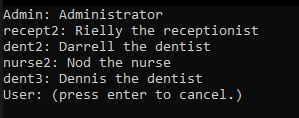 Admin: Administrator
recept2: Rielly the receptionist
dent2: Darrell the dentist
nurse2: Nod the nurse
dent3: Dennis the dentist
User: (press enter to cancel.)